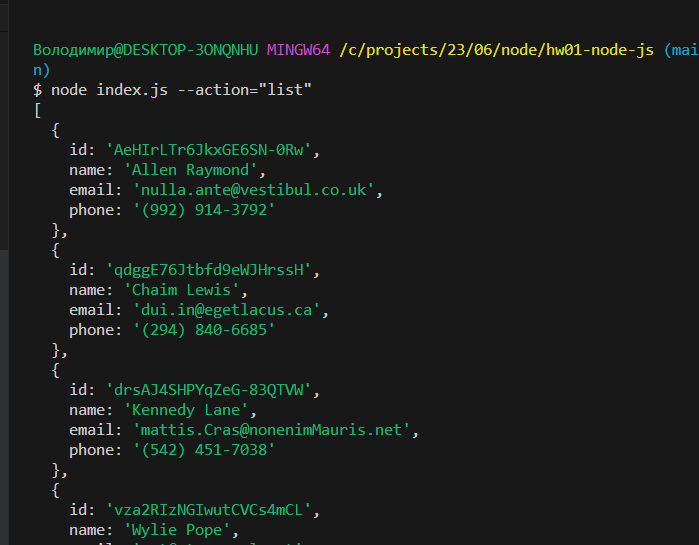 Володимир@DESKTOP-3ONQNHU MINGW64 /c/projects/23/06/node/hw01-node-js (mai
n)
$ node index.js --action="list"
[
  {
    id: 'AeHIrLTr6JkxGE6SN-0Rw',
    name: 'Allen Raymond',
    email: 'nulla.ante@vestibul.co.uk',
    phone: '(992) 914-3792'
  },
  {
    id: 'qdggE76Jtbfd9eWJHrssH',
    name: 'Chaim Lewis',
    email: 'dui.in@egetlacus.ca',
    phone: '(294) 840-6685'
  },
  {
    id: 'drsAJ4SHPYqZeG-83QTVW',
    name: 'Kennedy Lane',
    email: 'mattis.Cras@nonenimMauris.net',
    phone: '(542) 451-7038'
  },
  {
    id: 'vza2RIzNGIwutCVCs4mCL',
    name: 'Wylie Pope',